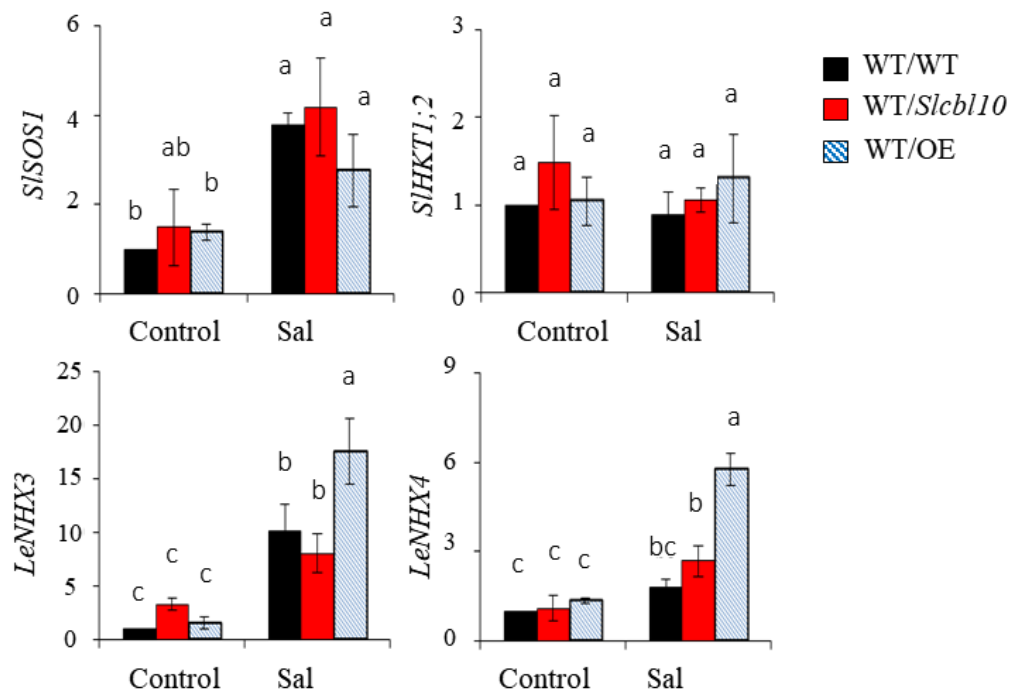 SlSOS1
6
4
2
0
b
ab
b
a
a
a
Control
Sal
SlHKT1;2
3
2
1
0
a
a
a
a
a
a
Control
Sal
WT/WT
WT/Slcbl10
WT/OE
LeNHX3
25
20
15
10
5
0
c
c
c
b
b
a
Control
Sal
LeNHX4
9
6
3
0
c
c
c
bc
b
a
Control
Sal